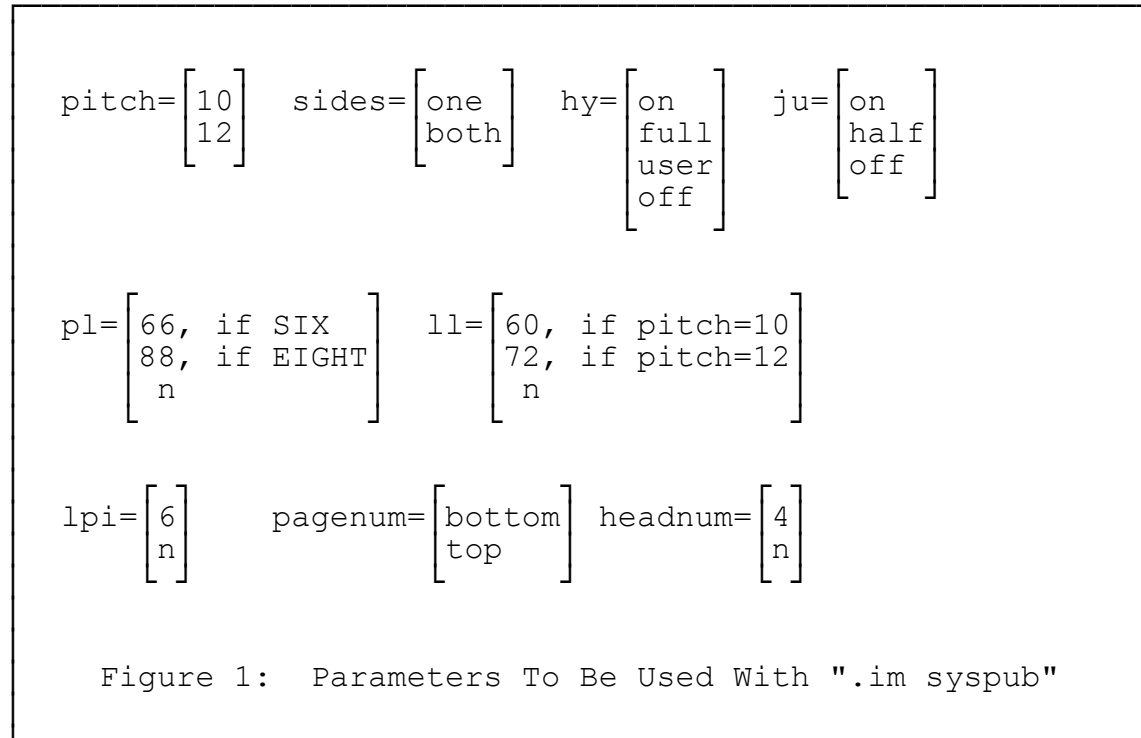 pitch=[10] sides=[one ] hy=[on ] ju=[on ]
[12] [both] [full] [half]
[user] [off ]
[off ]
pl=[66, if SIX ] ll=[60, if pitch=10]
[88, if EIGHT] [72, if pitch=12]
[ n ] [ n ]
lpi=[6] pagenum=[bottom] headnum=[4]
[n] [top ] [n]
Figure 1: Parameters To Be Used With ".im syspub"